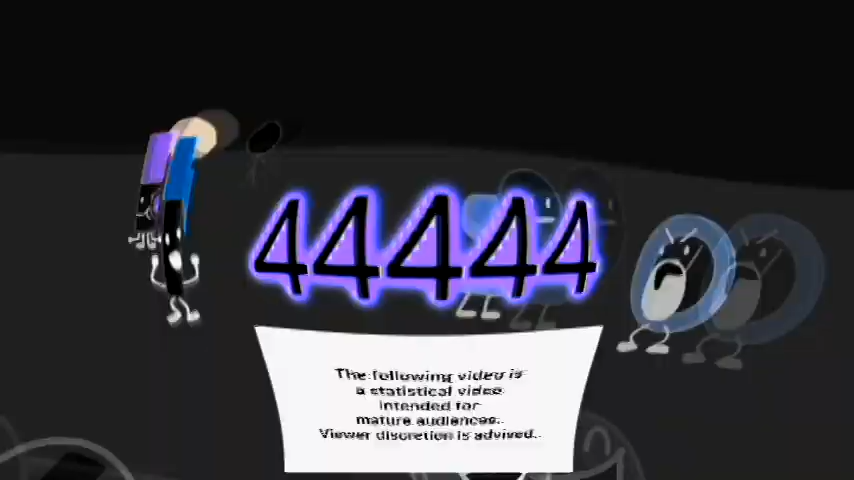 44444
The following video is
a statistical video
intended for
mature audiences.
Viewer discretion is advised.